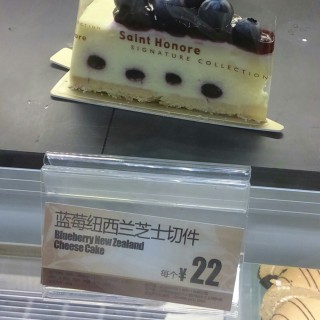 Saint Honore
SIGNATURE COLLECTION
蓝莓纽西兰芝士切件
Blueberry New Zealand
Cheese Cake
每个¥22